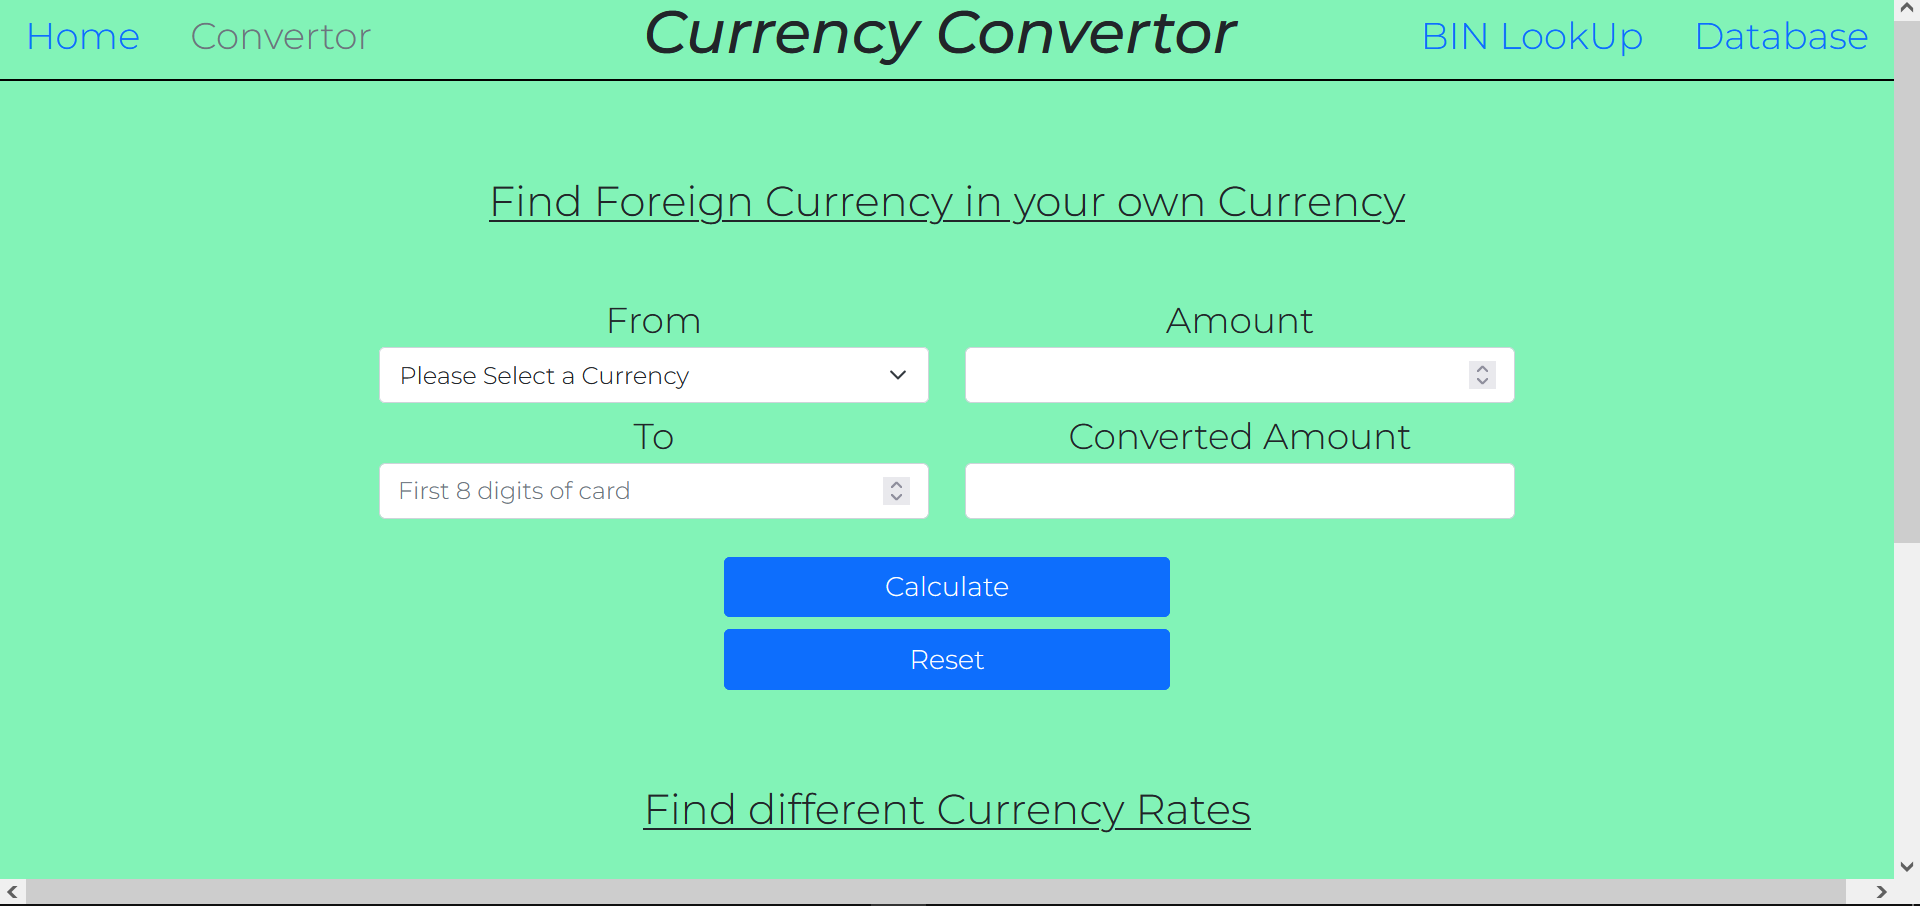 Home Convertor Currency Convertor BIN LookUp Database
Find Foreign Currency in your own Currency
From Amount
Please Select a Currency
To Converted Amount
First 8 digits of card
Calculate
Reset
Find different Currency Rates